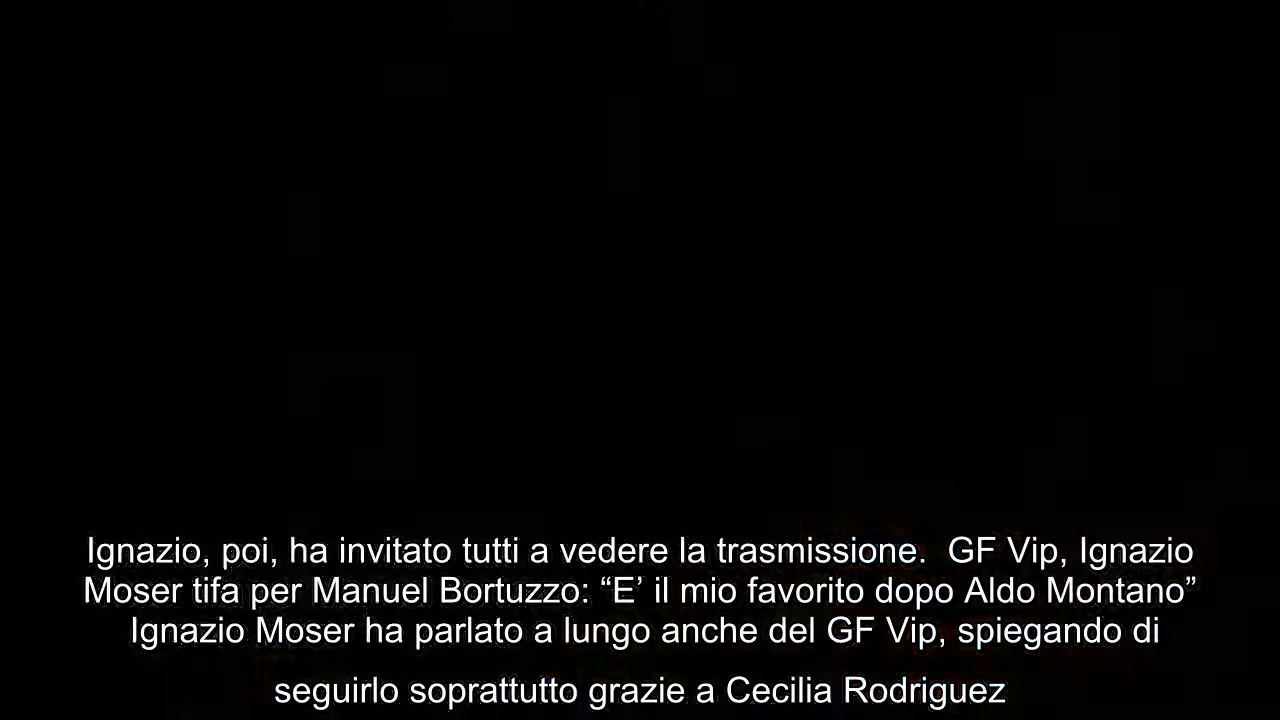 Ignazio, poi, ha invitato tutti a vedere la trasmissione.  GF Vip, Ignazio
Moser tifa per Manuel Bortuzzo: “E’ il mio favorito dopo Aldo Montano”
Ignazio Moser ha parlato a lungo anche del GF Vip, spiegando di
seguirlo soprattutto grazie a Cecilia Rodriguez